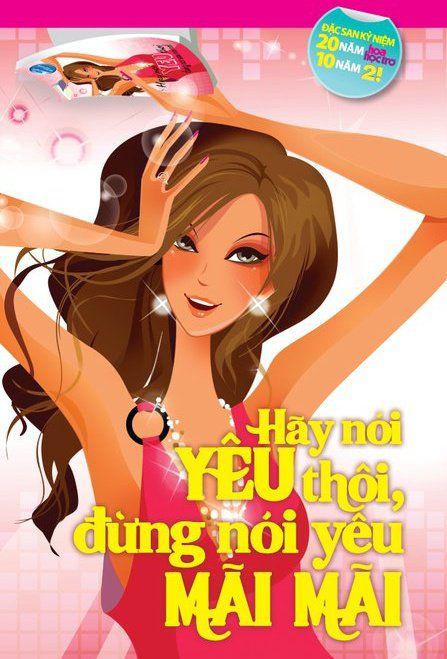 ĐẶC SAN KỶ NIỆM
20 NĂM hoa học trò
10 NĂM 2!
Hãy nói
YÊU thôi,
đừng nói yêu
MÃI MÃI